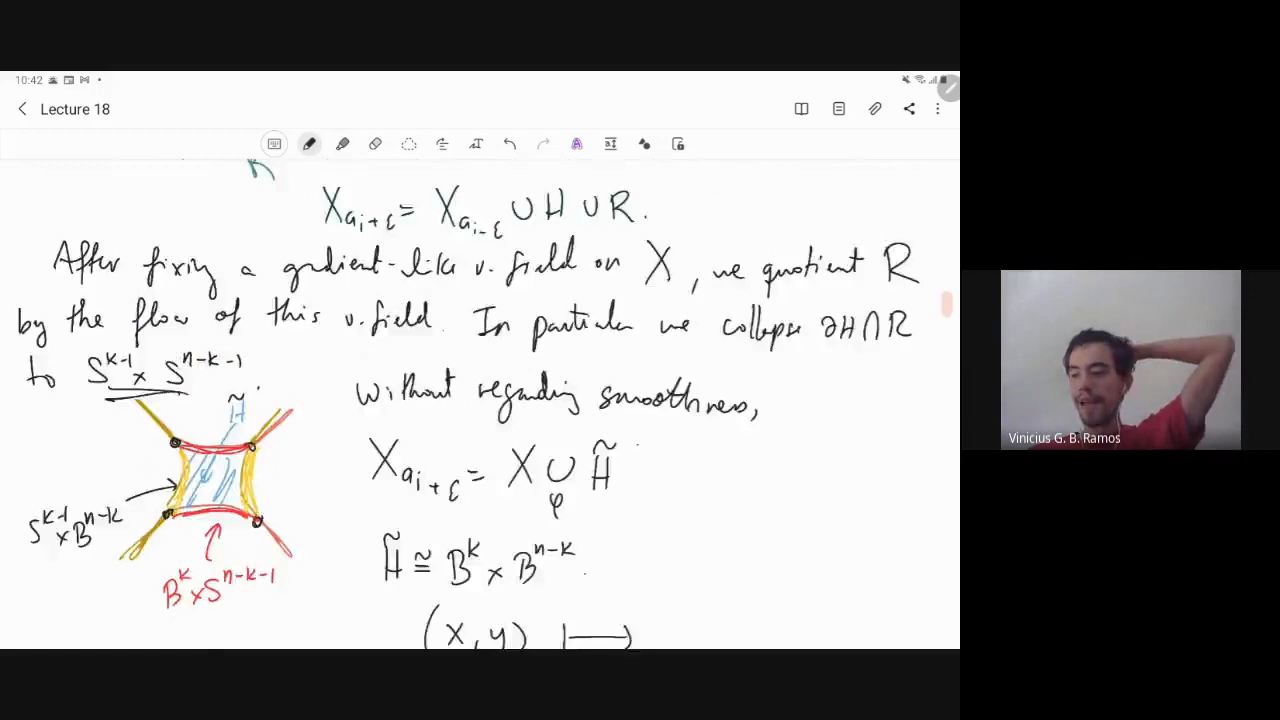 10:42
Lecture 18
X_{a_i+ε} = X_{a_i-ε} ∪ H ∪ R.
After fixing a gradient-like v. field on X, we quotient R
by the flow of this v. field. In particular we collapse ∂H∩R
to S^{k-1} × S^{n-k-1}
Without regarding smoothness,
H̃
X_{a_i+ε} = X ∪_φ H̃
S^{k-1} × B^{n-k}
H̃ ≅ B^k × B^{n-k}
B^k × S^{n-k-1}
(x, y) ⟼
Vinicius G. B. Ramos